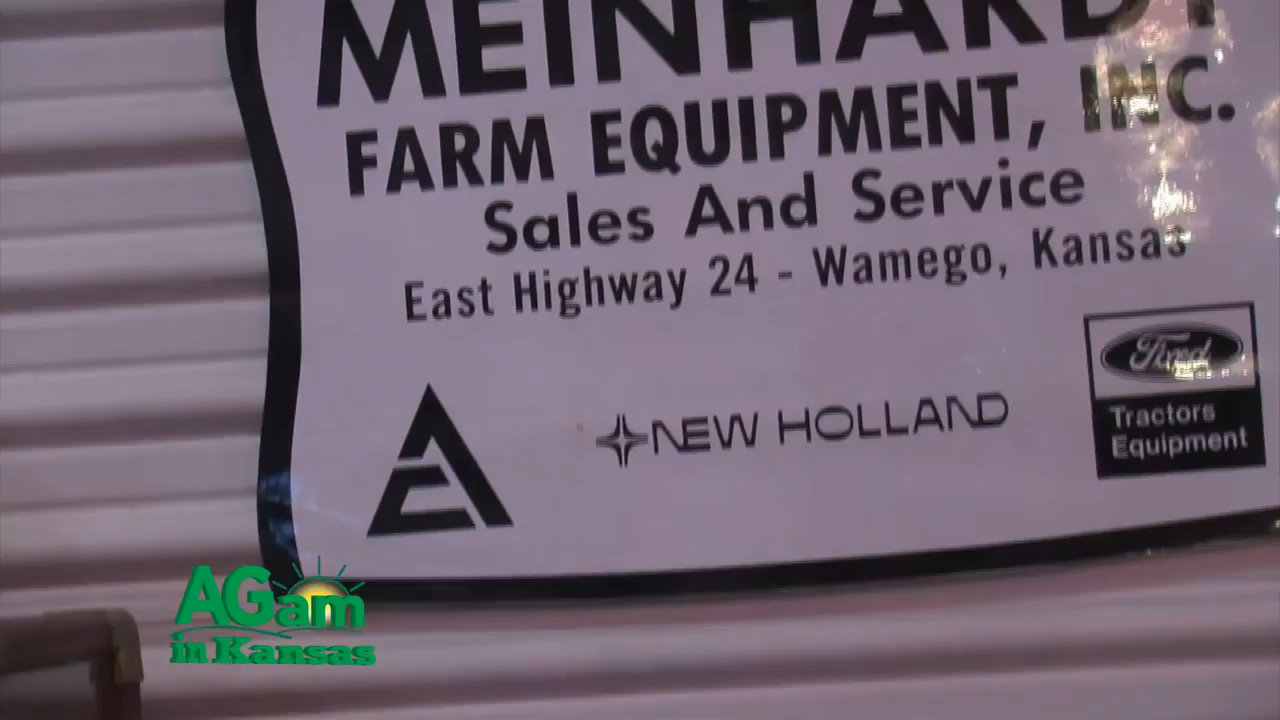 MEINHARDT
FARM EQUIPMENT, INC.
Sales And Service
East Highway 24 - Wamego, Kansas
NEW HOLLAND
Ford
Tractors
Equipment
AGam
in Kansas